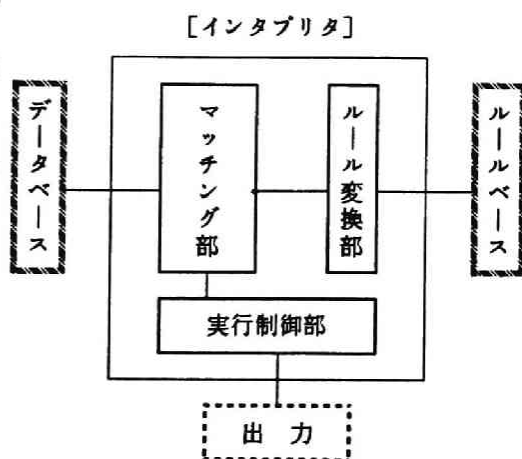 [インタプリタ]
データベース
マッチング部
ルール変換部
ルールベース
実行制御部
出力